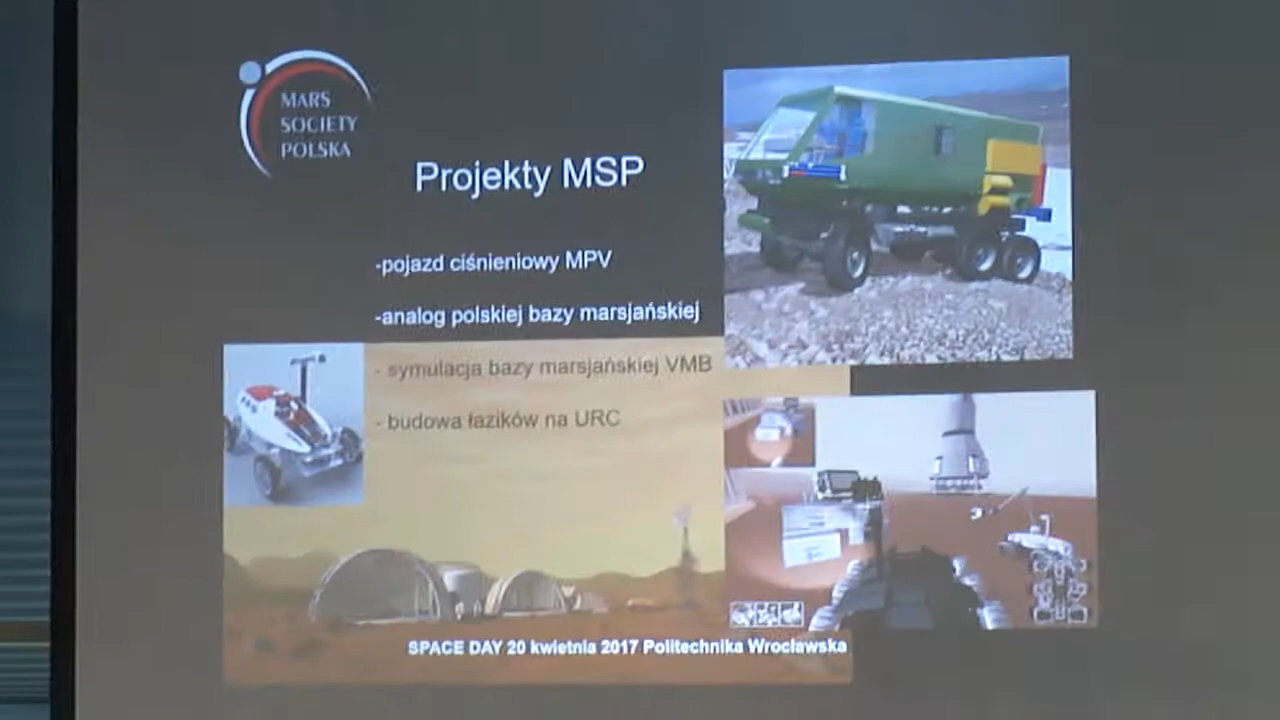 MARS
SOCIETY
POLSKA
Projekty MSP
-pojazd ciśnieniowy MPV
-analog polskiej bazy marsjańskiej
- symulacja bazy marsjańskiej VMB
- budowa łazików na URC
SPACE DAY 20 kwietnia 2017 Politechnika Wrocławska